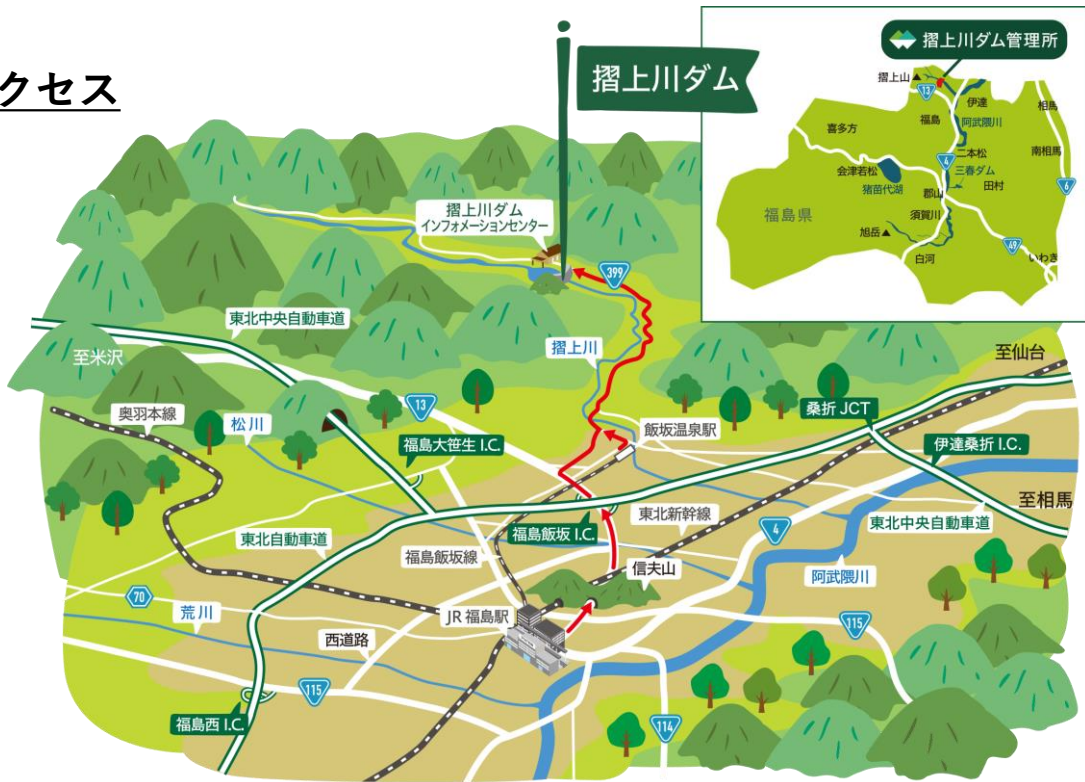 クセス
摺上川ダム
摺上川ダム管理所
摺上山▲
13
伊達
相馬
福島
阿武隈川
喜多方
4
二本松
南相馬
会津若松
三春ダム
猪苗代湖
郡山
田村
6
福島県
須賀川
旭岳▲
49
白河
いわき
摺上川ダム
インフォメーションセンター
399
東北中央自動車道
摺上川
至米沢
至仙台
奥羽本線
13
桑折 JCT
松川
飯坂温泉駅
福島大笹生 I.C.
伊達桑折 I.C.
至相馬
東北新幹線
東北自動車道
福島飯坂 I.C.
4
東北中央自動車道
福島飯坂線
信夫山
阿武隈川
70
荒川
JR 福島駅
115
西道路
115
福島西 I.C.
114